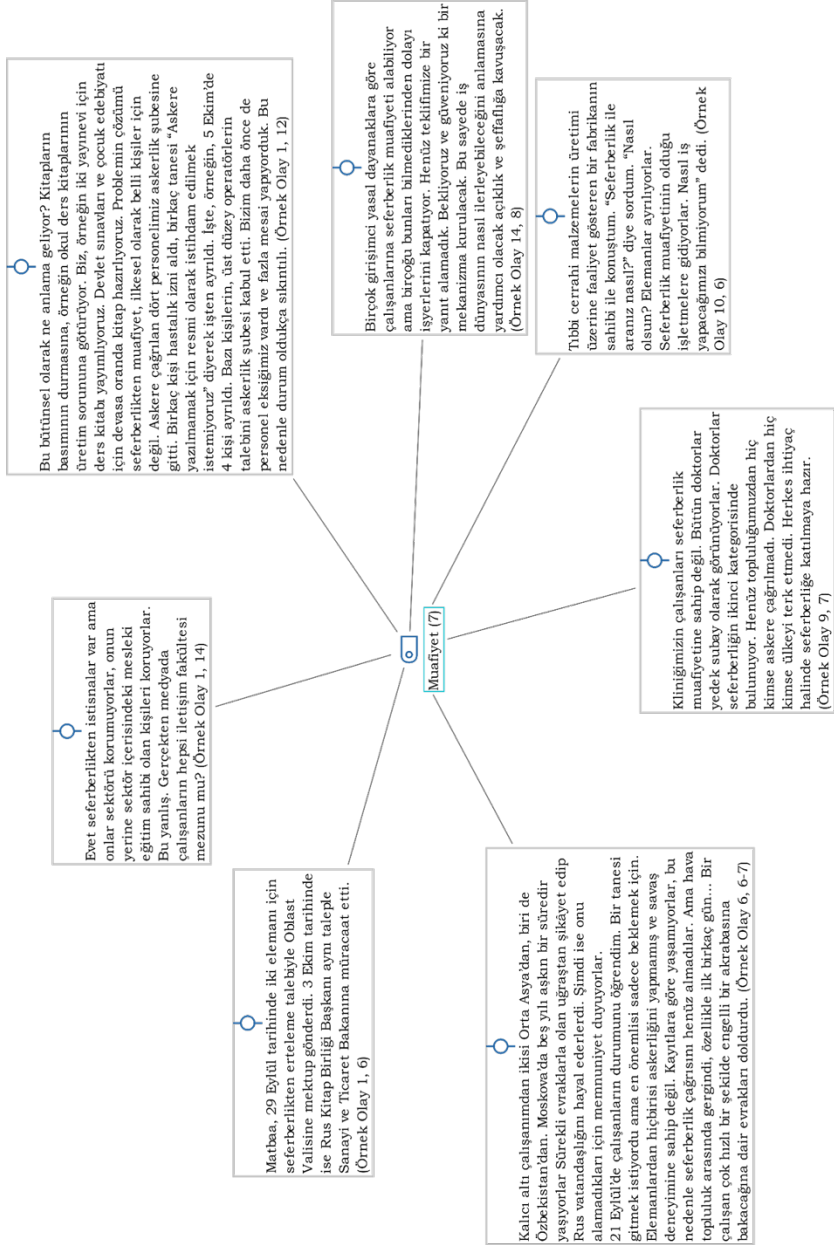 Matbaa, 29 Eylül tarihinde iki elemanı için
seferberlikten erteleme talebiyle Oblast
Valisine mektup gönderdi. 3 Ekim tarihinde
ise Rus Kitap Birliği Başkanı aynı taleple
Sanayi ve Ticaret Bakanına müracaat etti.
(Örnek Olay 1, 6)
Evet seferberlikten istisnalar var ama
onlar sektörü korumuyorlar, onun
yerine sektör içerisindeki mesleki
eğitim sahibi olan kişileri koruyorlar.
Bu yanlış. Gerçekten medyada
çalışanların hepsi iletişim fakültesi
mezunu mu? (Örnek Olay 1, 14)
Bu bütünsel olarak ne anlama geliyor? Kitapların
basımının durmasına, örneğin okul ders kitaplarının
üretim sorununa götürüyor. Biz, örneğin iki yayınevi için
ders kitabı yayımlıyoruz. Devlet sınavları ve çocuk edebiyatı
için devasa oranda kitap hazırlıyoruz. Problemin çözümü
seferberlikten muafiyet, ilkesel olarak belli kişiler için
değil. Askere çağrılan dört personelimiz askerlik şubesine
gitti. Birkaç kişi hastalık izni aldı, birkaç tanesi “Askere
yazılmamak için resmi olarak istihdam edilmek
istemiyoruz” diyerek işten ayrıldı. İşte, örneğin, 5 Ekim’de
4 kişi ayrıldı. Bazı kişilerin, üst düzey operatörlerin
talebini askerlik şubesi kabul etti. Bizim daha önce de
personel eksiğimiz vardı ve fazla mesai yapıyorduk. Bu
nedenle durum oldukça sıkıntılı. (Örnek Olay 1, 12)
Muafiyet (7)
Birçok girişimci yasal dayanaklara göre
çalışanlarına seferberlik muafiyeti alabiliyor
ama birçoğu bunları bilmediklerinden dolayı
işyerlerini kapatıyor. Henüz teklifimize bir
yanıt alamadık. Bekliyoruz ve güveniyoruz ki bir
mekanizma kurulacak. Bu sayede iş
dünyasının nasıl ilerleyebileceğini anlamasına
yardımcı olacak açıklık ve şeffaflığa kavuşacak.
(Örnek Olay 14, 8)
Kalıcı altı çalışanımdan ikisi Orta Asya’dan, biri de
Özbekistan’dan. Moskova’da beş yılı aşkın bir süredir
yaşıyorlar Sürekli evraklarla olan uğraştan şikâyet edip
Rus vatandaşlığını hayal ederlerdi. Şimdi ise onu
alamadıkları için memnuniyet duyuyorlar.
21 Eylül’de çalışanların durumunu öğrendim. Bir tanesi
gitmek istiyordu ama en önemlisi sadece beklemek için.
Elemanlardan hiçbirisi askerliğini yapmamış ve savaş
deneyimine sahip değil. Kayıtlara göre yaşamıyorlar, bu
nedenle seferberlik çağrısını henüz almadılar. Ama hava
topluluk arasında gergindi, özellikle ilk birkaç gün... Bir
çalışan çok hızlı bir şekilde engelli bir akrabasına
bakacağına dair evrakları doldurdu. (Örnek Olay 6, 6-7)
Kliniğimizin çalışanları seferberlik
muafiyetine sahip değil. Bütün doktorlar
yedek subay olarak görünüyorlar. Doktorlar
seferberliğin ikinci kategorisinde
bulunuyor. Henüz topluluğumuzdan hiç
kimse askere çağrılmadı. Doktorlardan hiç
kimse ülkeyi terk etmedi. Herkes ihtiyaç
halinde seferberliğe katılmaya hazır.
(Örnek Olay 9, 7)
Tıbbi cerrahi malzemelerin üretimi
üzerine faaliyet gösteren bir fabrikanın
sahibi ile konuştum. “Seferberlik ile
aranız nasıl?” diye sordum. “Nasıl
olsun? Elemanlar ayrılıyorlar.
Seferberlik muafiyetinin olduğu
işletmelere gidiyorlar. Nasıl iş
yapacağımızı bilmiyorum” dedi. (Örnek
Olay 10, 6)